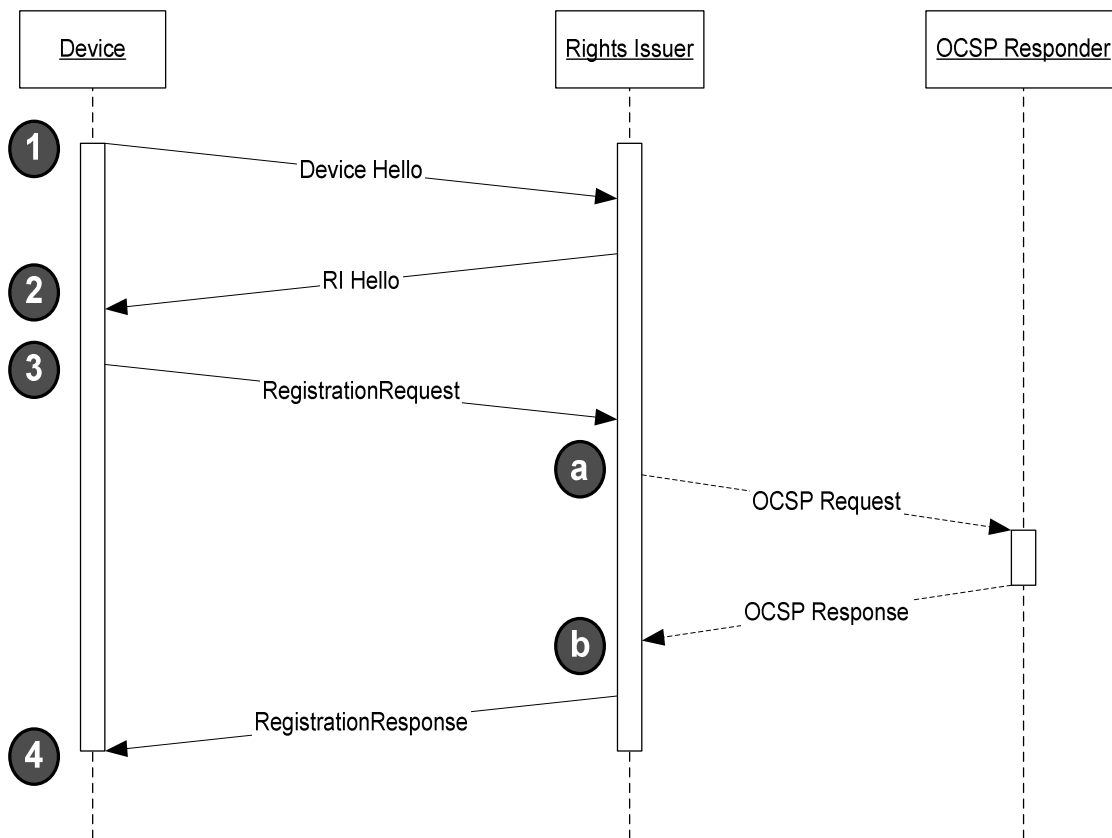 Device
Rights Issuer
OCSP Responder
1
Device Hello
RI Hello
2
3
RegistrationRequest
a
OCSP Request
OCSP Response
b
RegistrationResponse
4